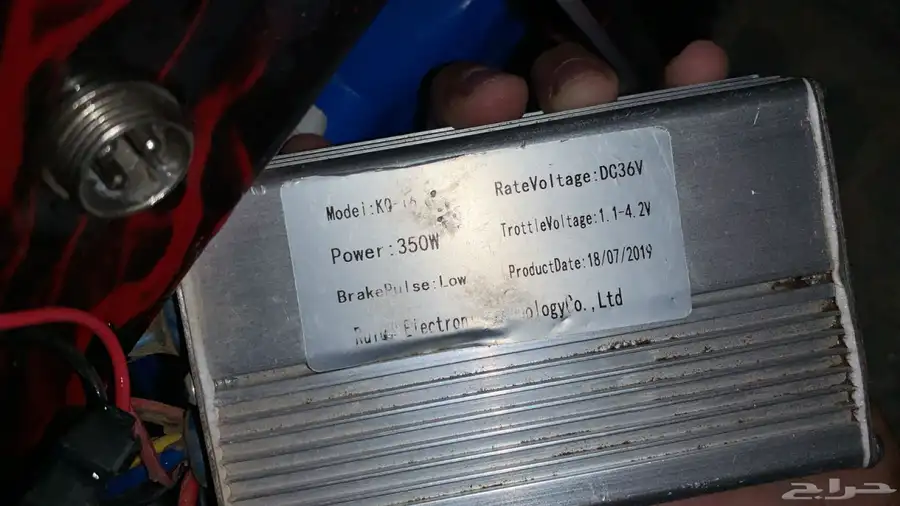 Model:KQ-
RateVoltage:DC36V
Power:350W
TrottleVoltage:1.1-4.2V
BrakePulse:Low
ProductDate:18/07/2019
Electron Co.,Ltd
حراج